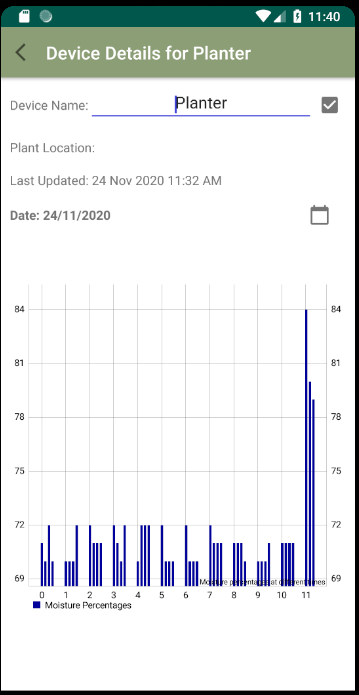 11:40
Device Details for Planter
Device Name: Planter
Plant Location:
Last Updated: 24 Nov 2020 11:32 AM
Date: 24/11/2020
84 84
81 81
78 78
75 75
72 72
69 69
Moisture percentages at different times
0 1 2 3 4 5 6 7 8 9 10 11
Moisture Percentages